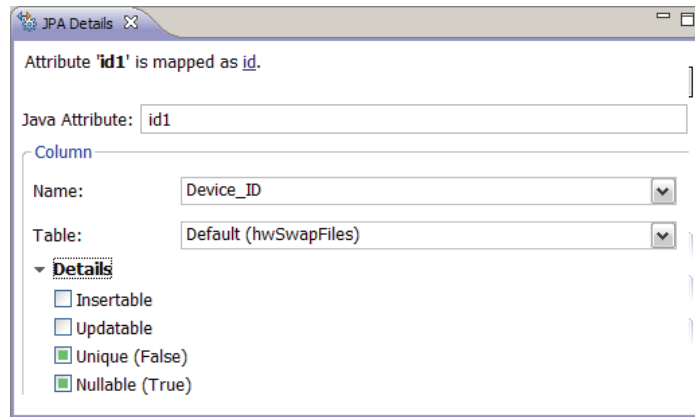 JPA Details
Attribute 'id1' is mapped as id.
Java Attribute: id1
Column
Name: Device_ID
Table: Default (hwSwapFiles)
Details
Insertable
Updatable
Unique (False)
Nullable (True)